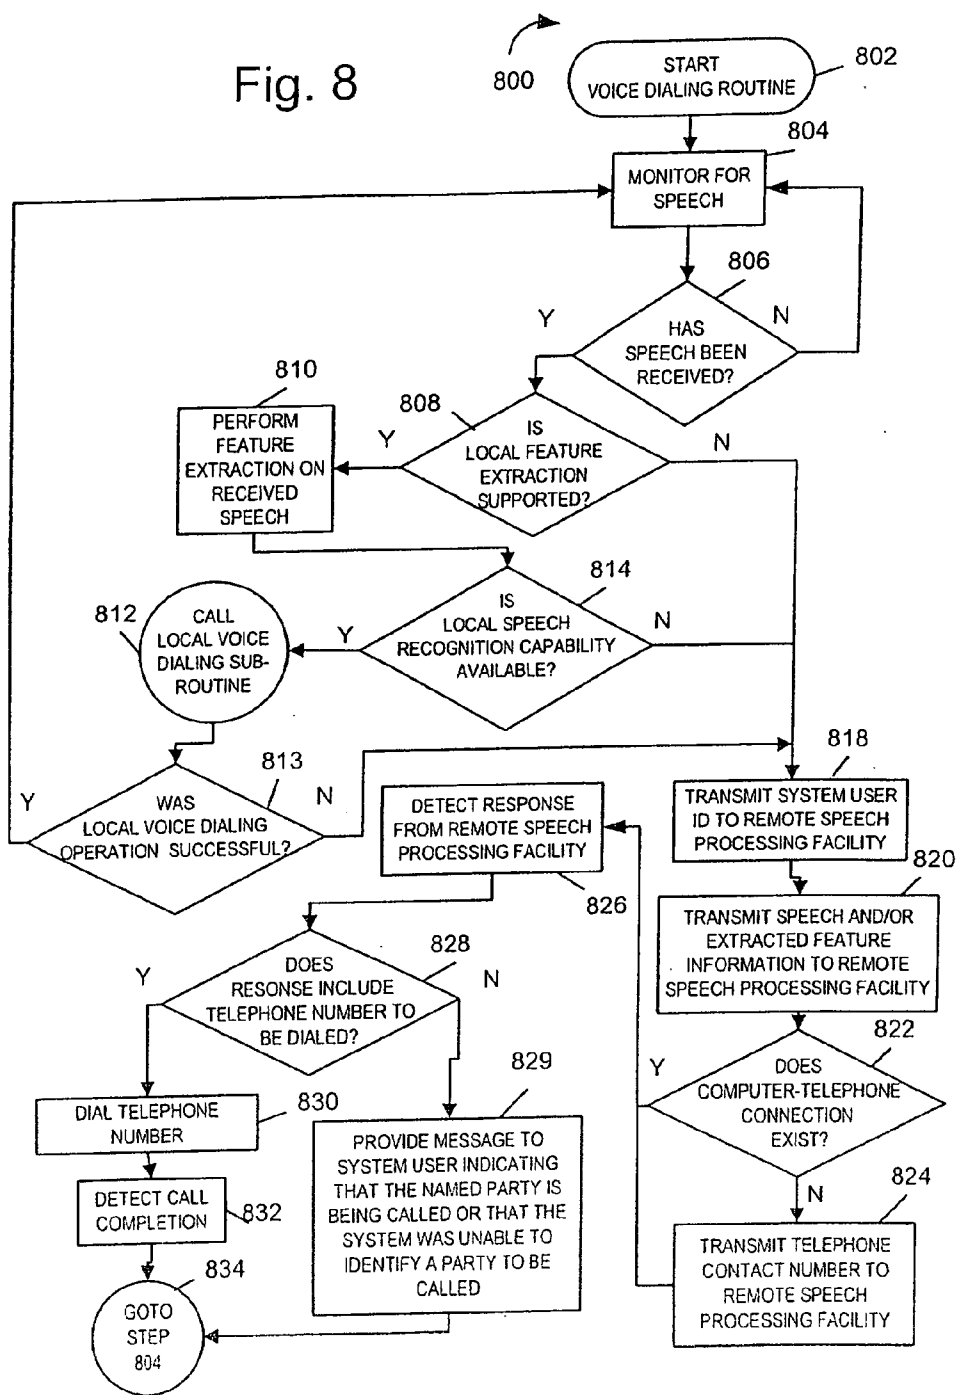 Fig. 8
800
START
VOICE DIALING ROUTINE
802
804
MONITOR FOR
SPEECH
806
HAS
SPEECH BEEN
RECEIVED?
Y
N
808
IS
LOCAL FEATURE
EXTRACTION
SUPPORTED?
Y
N
810
PERFORM
FEATURE
EXTRACTION ON
RECEIVED
SPEECH
814
IS
LOCAL SPEECH
RECOGNITION CAPABILITY
AVAILABLE?
Y
N
812
CALL
LOCAL VOICE
DIALING SUB-
ROUTINE
813
WAS
LOCAL VOICE DIALING
OPERATION SUCCESSFUL?
Y
N
818
TRANSMIT SYSTEM USER
ID TO REMOTE SPEECH
PROCESSING FACILITY
820
TRANSMIT SPEECH AND/OR
EXTRACTED FEATURE
INFORMATION TO REMOTE
SPEECH PROCESSING FACILITY
822
DOES
COMPUTER-TELEPHONE
CONNECTION
EXIST?
Y
N
824
TRANSMIT TELEPHONE
CONTACT NUMBER TO
REMOTE SPEECH
PROCESSING FACILITY
DETECT RESPONSE
FROM REMOTE SPEECH
PROCESSING FACILITY
826
828
DOES
RESONSE INCLUDE
TELEPHONE NUMBER TO
BE DIALED?
Y
N
829
PROVIDE MESSAGE TO
SYSTEM USER INDICATING
THAT THE NAMED PARTY IS
BEING CALLED OR THAT THE
SYSTEM WAS UNABLE TO
IDENTIFY A PARTY TO BE
CALLED
DIAL TELEPHONE
NUMBER
830
DETECT CALL
COMPLETION
832
834
GOTO
STEP
804